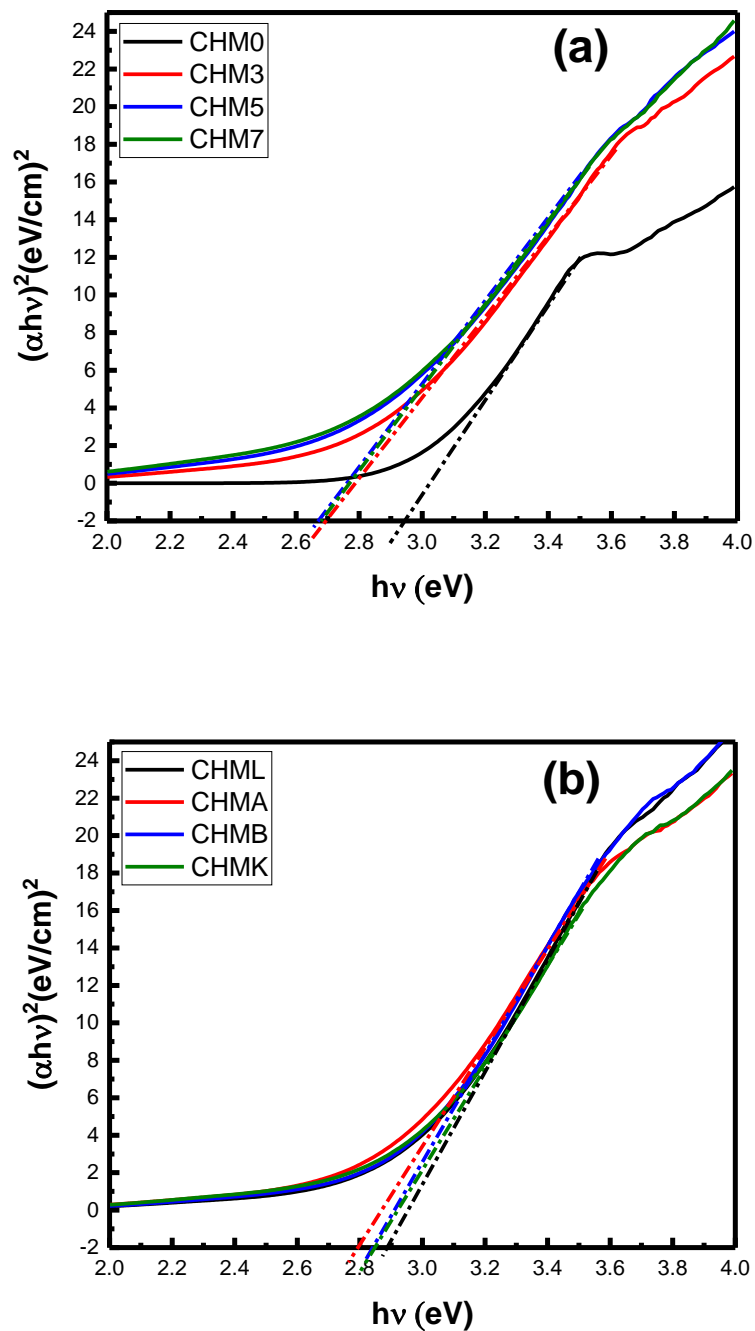 (a)
CHM0
CHM3
CHM5
CHM7
24
22
20
18
16
14
12
10
8
6
4
2
0
-2
(αhν)²(eV/cm)²
2.0 2.2 2.4 2.6 2.8 3.0 3.2 3.4 3.6 3.8 4.0
hν (eV)
(b)
CHML
CHMA
CHMB
CHMK
24
22
20
18
16
14
12
10
8
6
4
2
0
-2
(αhν)²(eV/cm)²
2.0 2.2 2.4 2.6 2.8 3.0 3.2 3.4 3.6 3.8 4.0
hν (eV)